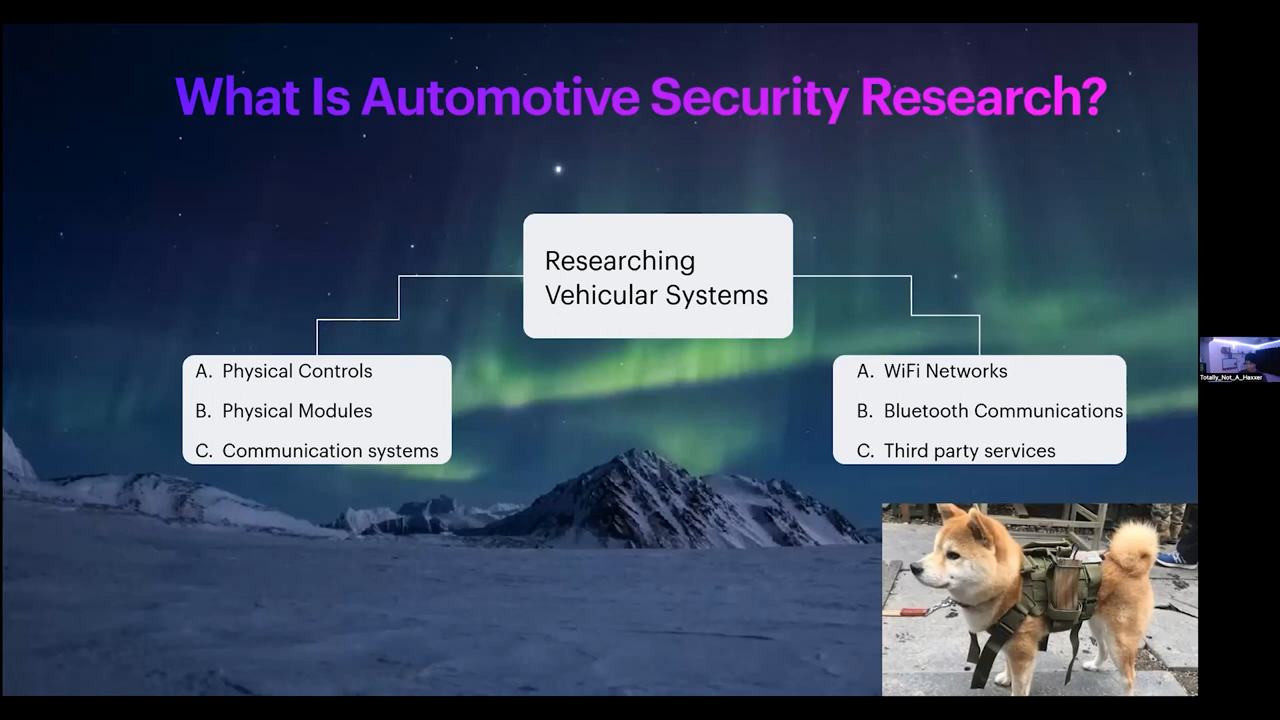 What Is Automotive Security Research?
Researching
Vehicular Systems
A. Physical Controls
B. Physical Modules
C. Communication systems
A. WiFi Networks
B. Bluetooth Communications
C. Third party services
Totally_Not_A_Haxxer